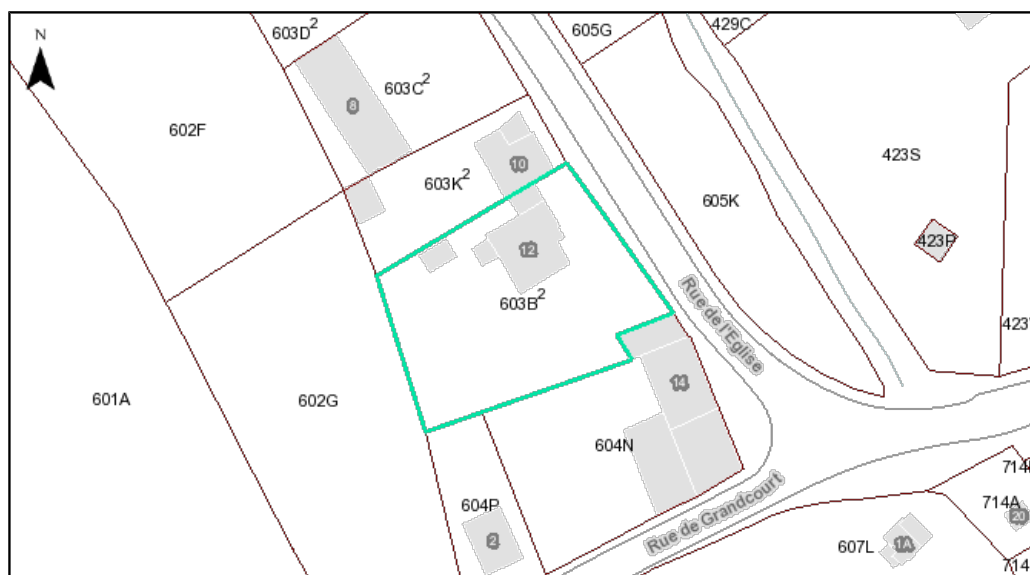 603D²
605G
429C
N
8
603C²
602F
10
423S
603K²
605K
423P
12
603B²
Rue de l'Eglise
423
14
601A
602G
604N
714
604P
714A
Rue de Grandcourt
20
2
607L
1A
714